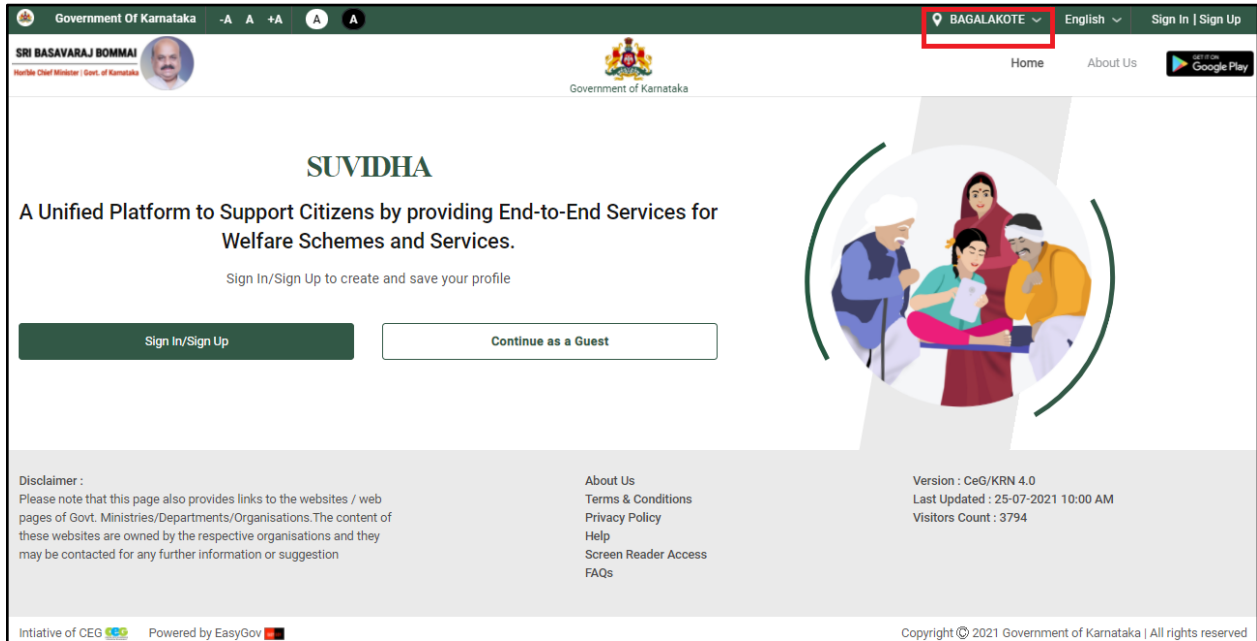 Government Of Karnataka -A A +A A A BAGALAKOTE English Sign In | Sign Up
SRI BASAVARAJ BOMMAI
Hon'ble Chief Minister | Govt. of Karnataka
Government of Karnataka
Home About Us GET IT ON Google Play
SUVIDHA
A Unified Platform to Support Citizens by providing End-to-End Services for
Welfare Schemes and Services.
Sign In/Sign Up to create and save your profile
Sign In/Sign Up Continue as a Guest
Disclaimer :
Please note that this page also provides links to the websites / web
pages of Govt. Ministries/Departments/Organisations.The content of
these websites are owned by the respective organisations and they
may be contacted for any further information or suggestion
About Us
Terms & Conditions
Privacy Policy
Help
Screen Reader Access
FAQs
Version : CeG/KRN 4.0
Last Updated : 25-07-2021 10:00 AM
Visitors Count : 3794
Intiative of CEG CEG Powered by EasyGov
Copyright © 2021 Government of Karnataka | All rights reserved